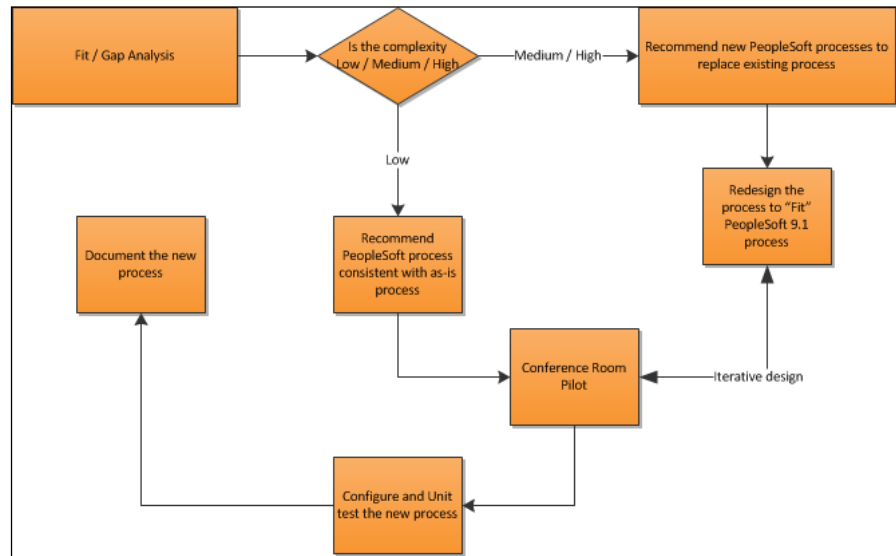 Fit / Gap Analysis
Is the complexity
Low / Medium / High
Medium / High
Recommend new PeopleSoft processes to
replace existing process
Low
Redesign the
process to “Fit”
PeopleSoft 9.1
process
Document the new
process
Recommend
PeopleSoft process
consistent with as-is
process
Conference Room
Pilot
Iterative design
Configure and Unit
test the new process